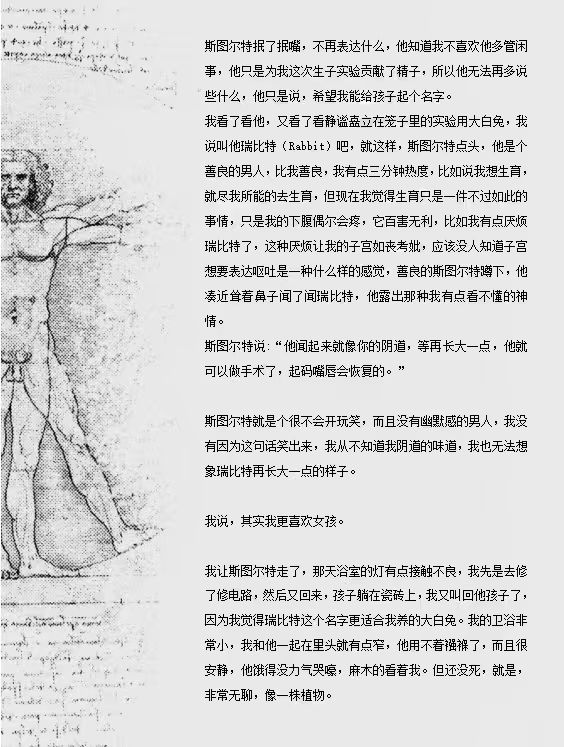 斯图尔特抿了抿嘴，不再表达什么，他知道我不喜欢他多管闲
事，他只是为我这次生子实验贡献了精子，所以他无法再多说
些什么，他只是说，希望我能给孩子起个名字。
我看了看他，又看了看静谧矗立在笼子里的实验用大白兔，我
说叫他瑞比特（Rabbit）吧，就这样，斯图尔特点头，他是个
善良的男人，比我善良，我有点三分钟热度，比如说我想生育，
就尽我所能的去生育，但现在我觉得生育只是一件不过如此的
事情，只是我的下腹偶尔会疼，它百害无利，比如我有点厌烦
瑞比特了，这种厌烦让我的子宫如丧考妣，应该没人知道子宫
想要表达呕吐是一种什么样的感觉，善良的斯图尔特蹲下，他
凑近耸着鼻子闻了闻瑞比特，他露出那种我有点看不懂的神
情。
斯图尔特说：“他闻起来就像你的阴道，等再长大一点，他就
可以做手术了，起码嘴唇会恢复的。”
斯图尔特就是个很不会开玩笑，而且没有幽默感的男人，我没
有因为这句话笑出来，我从不知道我阴道的味道，我也无法想
象瑞比特再长大一点的样子。
我说，其实我更喜欢女孩。
我让斯图尔特走了，那天浴室的灯有点接触不良，我先是去修
了修电路，然后又回来，孩子躺在瓷砖上，我又叫回他孩子了，
因为我觉得瑞比特这个名字更适合我养的大白兔。我的卫浴非
常小，我和他一起在里头就有点窄，他用不着襁褓了，而且很
安静，他饿得没力气哭嚎，麻木的看着我。但还没死，就是，
非常无聊，像一株植物。